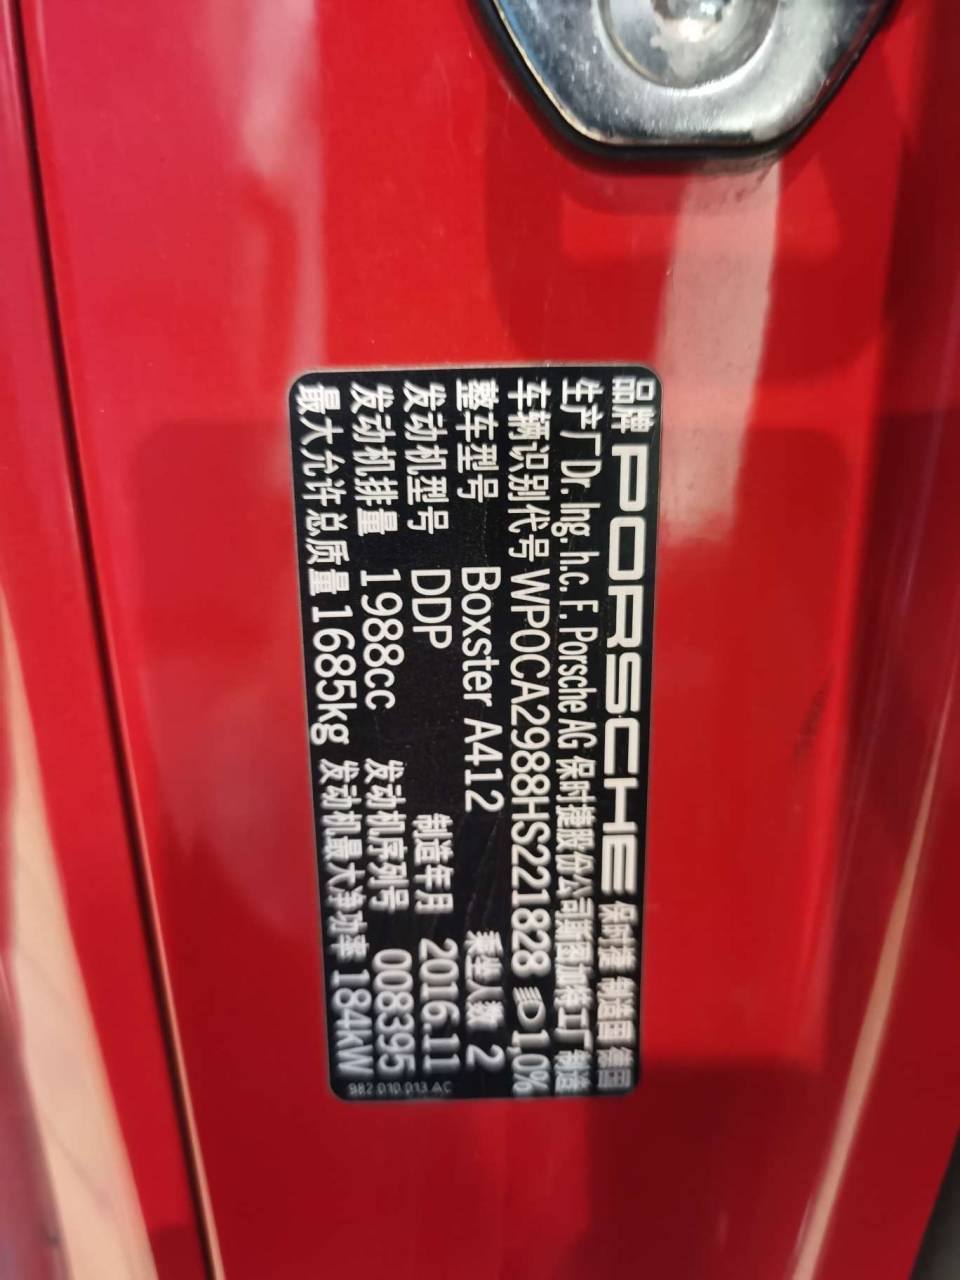 品牌 PORSCHE 保时捷 制造国 德国
生产厂Dr. Ing. h.c. F. Porsche AG 保时捷股份公司斯图加特工厂 制造
车辆识别代号 WP0CA2988HS221828 1,0%
整车型号 Boxster A412 乘坐人数 2
发动机型号 DDP 制造年月 2016.11
发动机排量 1988cc 发动机序列号 008395
最大允许总质量 1685kg 发动机最大净功率 184kW
982.010.013.AC